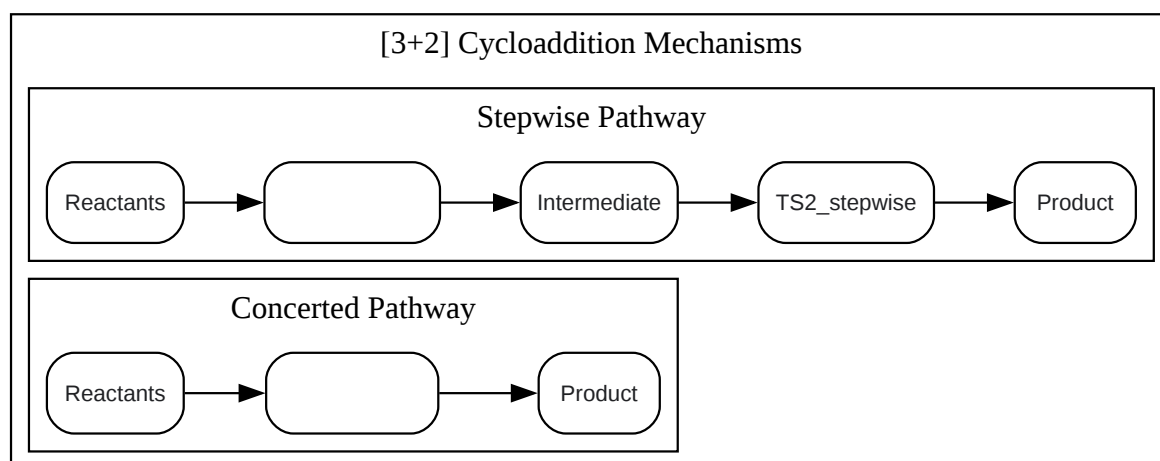 [3+2] Cycloaddition Mechanisms
Stepwise Pathway
Reactants
Intermediate
TS2_stepwise
Product
Concerted Pathway
Reactants
Product